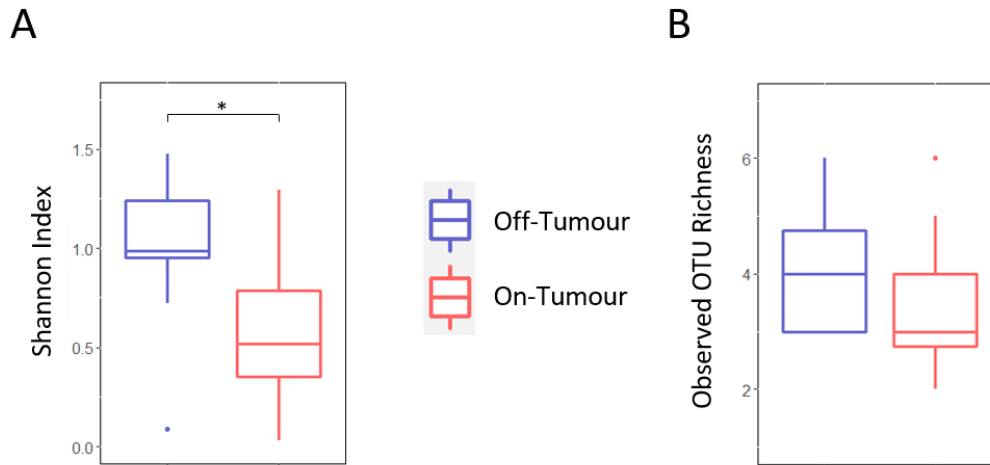 A
B
*
Shannon Index
1.5
1.0
0.5
0.0
Off-Tumour
On-Tumour
Observed OTU Richness
6
4
2